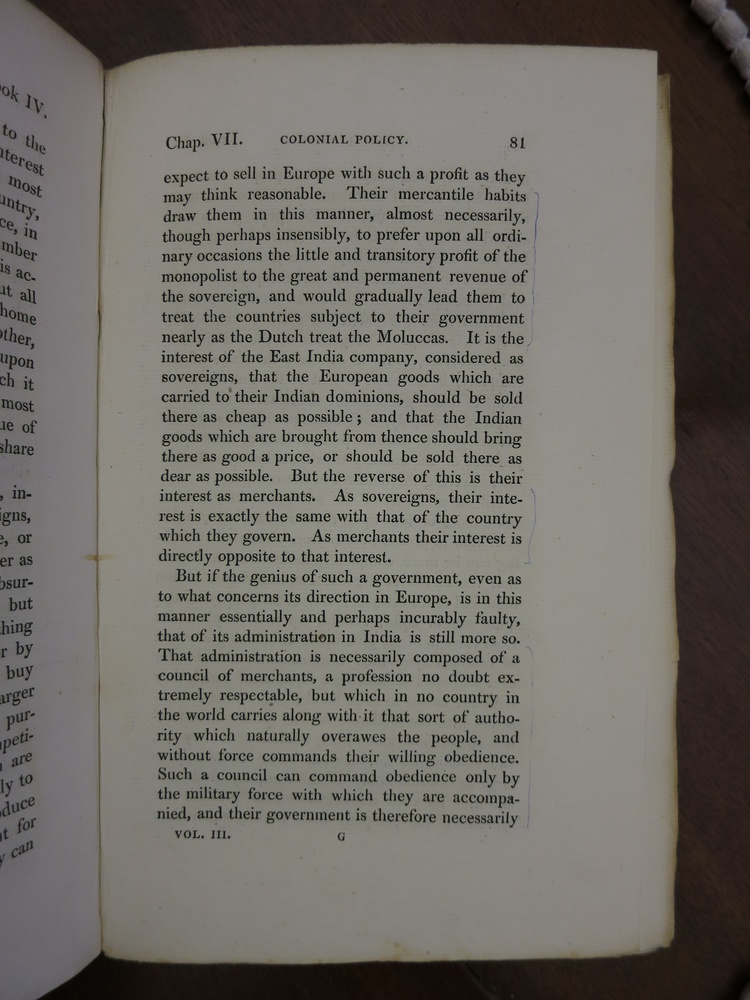 ok IV.
to the
nterest
most
untry,
ce, in
mber
is ac-
ut all
home
other,
upon
ch it
most
ue of
share
, in-
igns,
e, or
er as
bsur-
but
thing
r by
buy
arger
pur-
peti-
are
ly to
oduce
t for
y can
Chap. VII. COLONIAL POLICY. 81
expect to sell in Europe with such a profit as they
may think reasonable. Their mercantile habits
draw them in this manner, almost necessarily,
though perhaps insensibly, to prefer upon all ordi-
nary occasions the little and transitory profit of the
monopolist to the great and permanent revenue of
the sovereign, and would gradually lead them to
treat the countries subject to their government
nearly as the Dutch treat the Moluccas. It is the
interest of the East India company, considered as
sovereigns, that the European goods which are
carried to their Indian dominions, should be sold
there as cheap as possible; and that the Indian
goods which are brought from thence should bring
there as good a price, or should be sold there as
dear as possible. But the reverse of this is their
interest as merchants. As sovereigns, their inte-
rest is exactly the same with that of the country
which they govern. As merchants their interest is
directly opposite to that interest.
But if the genius of such a government, even as
to what concerns its direction in Europe, is in this
manner essentially and perhaps incurably faulty,
that of its administration in India is still more so.
That administration is necessarily composed of a
council of merchants, a profession no doubt ex-
tremely respectable, but which in no country in
the world carries along with it that sort of autho-
rity which naturally overawes the people, and
without force commands their willing obedience.
Such a council can command obedience only by
the military force with which they are accompa-
nied, and their government is therefore necessarily
VOL. III. G